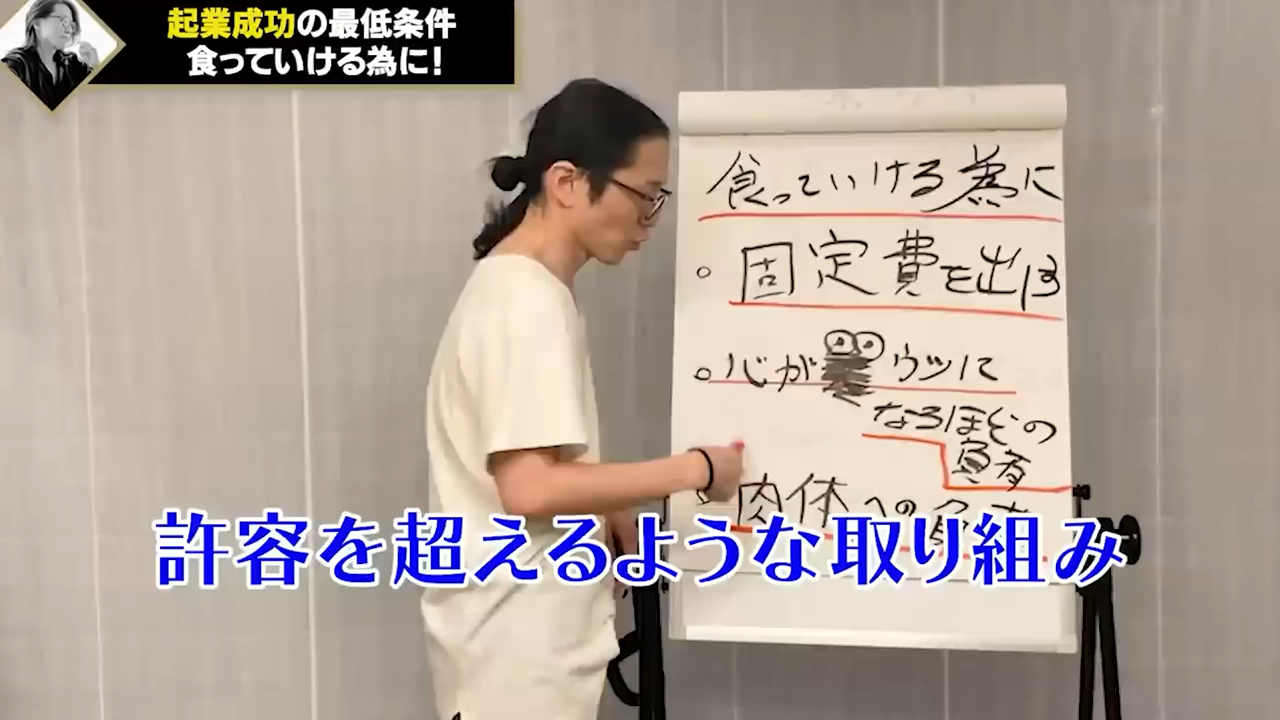 起業成功の最低条件
食っていける為に!
食っていける為に
固定費を出す
心が ウツに
なるほどの
負荷
肉体への
許容を超えるような取り組み